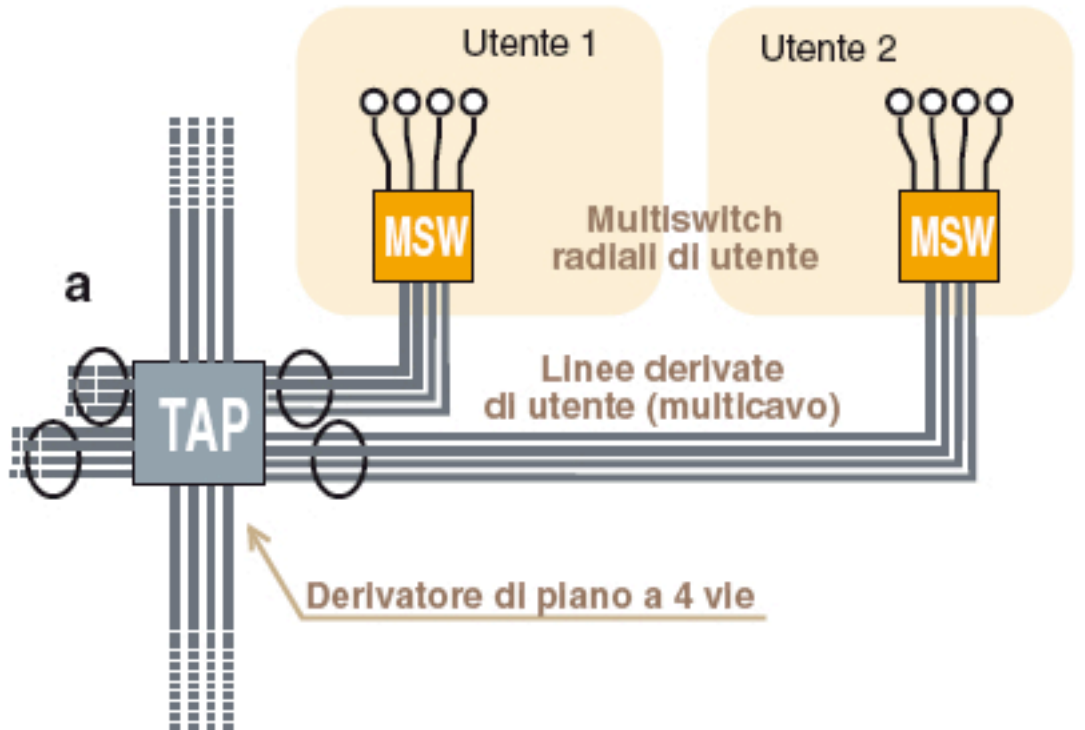 Utente 1
Utente 2
MSW
Multiswitch
radiali di utente
MSW
a
Linee derivate
di utente (multicavo)
TAP
Derivatore di piano a 4 vie